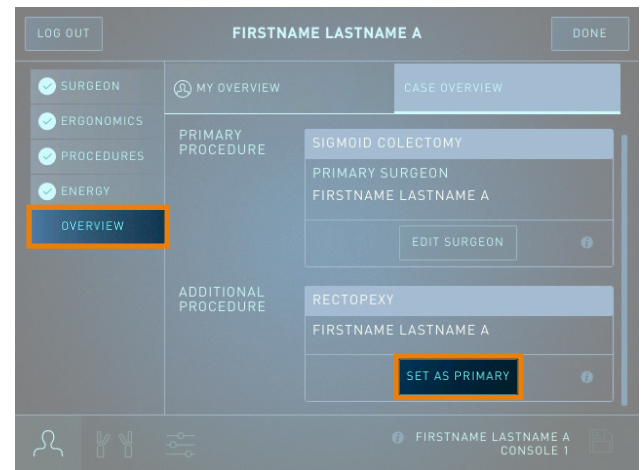 LOG OUT
FIRSTNAME LASTNAME A
DONE
SURGEON
ERGONOMICS
PROCEDURES
ENERGY
OVERVIEW
MY OVERVIEW
CASE OVERVIEW
PRIMARY
PROCEDURE
SIGMOID COLECTOMY
PRIMARY SURGEON
FIRSTNAME LASTNAME A
EDIT SURGEON
ADDITIONAL
PROCEDURE
RECTOPEXY
FIRSTNAME LASTNAME A
SET AS PRIMARY
FIRSTNAME LASTNAME A
CONSOLE 1